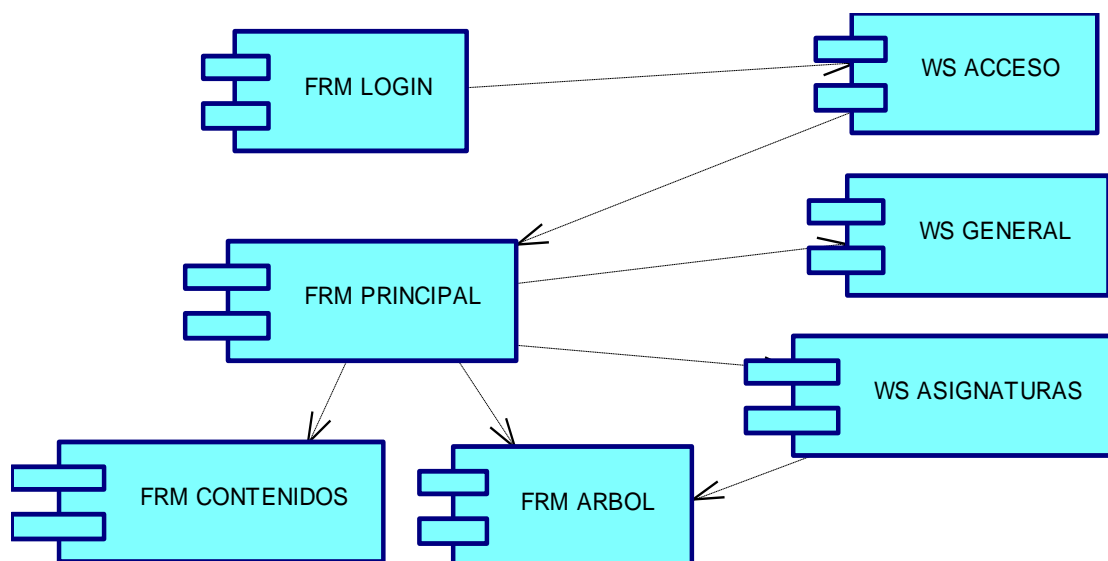 FRM LOGIN
WS ACCESO
WS GENERAL
FRM PRINCIPAL
WS ASIGNATURAS
FRM CONTENIDOS
FRM ARBOL